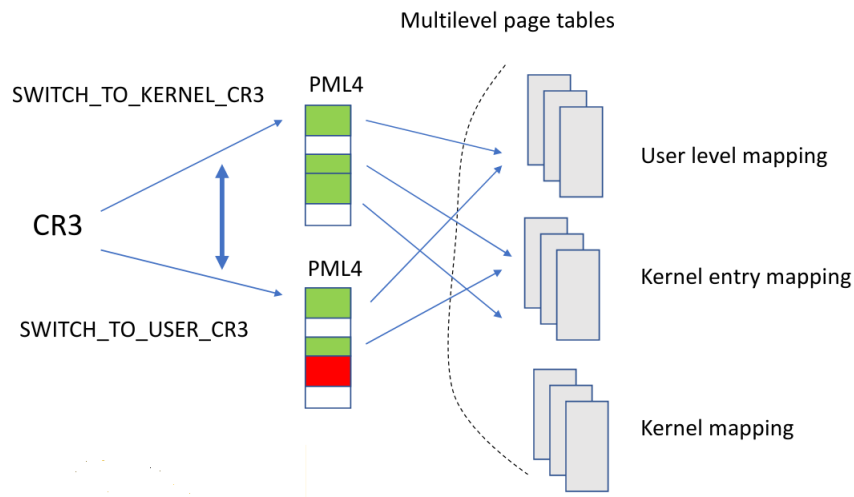 Multilevel page tables
SWITCH_TO_KERNEL_CR3
PML4
User level mapping
CR3
PML4
Kernel entry mapping
SWITCH_TO_USER_CR3
Kernel mapping